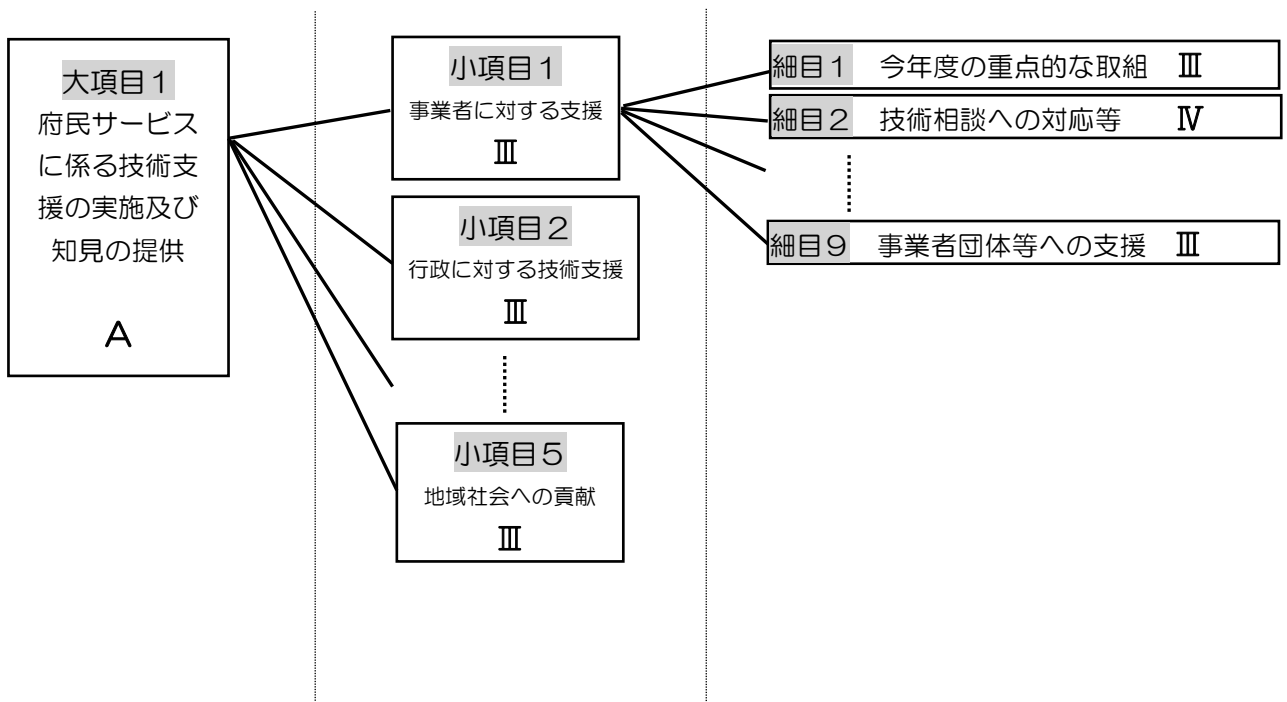 大項目1
府民サービス
に係る技術支
援の実施及び
知見の提供
A
小項目1
事業者に対する支援
Ⅲ
小項目2
行政に対する技術支援
Ⅲ
小項目5
地域社会への貢献
Ⅲ
細目1 今年度の重点的な取組 Ⅲ
細目2 技術相談への対応等 Ⅳ
細目9 事業者団体等への支援 Ⅲ